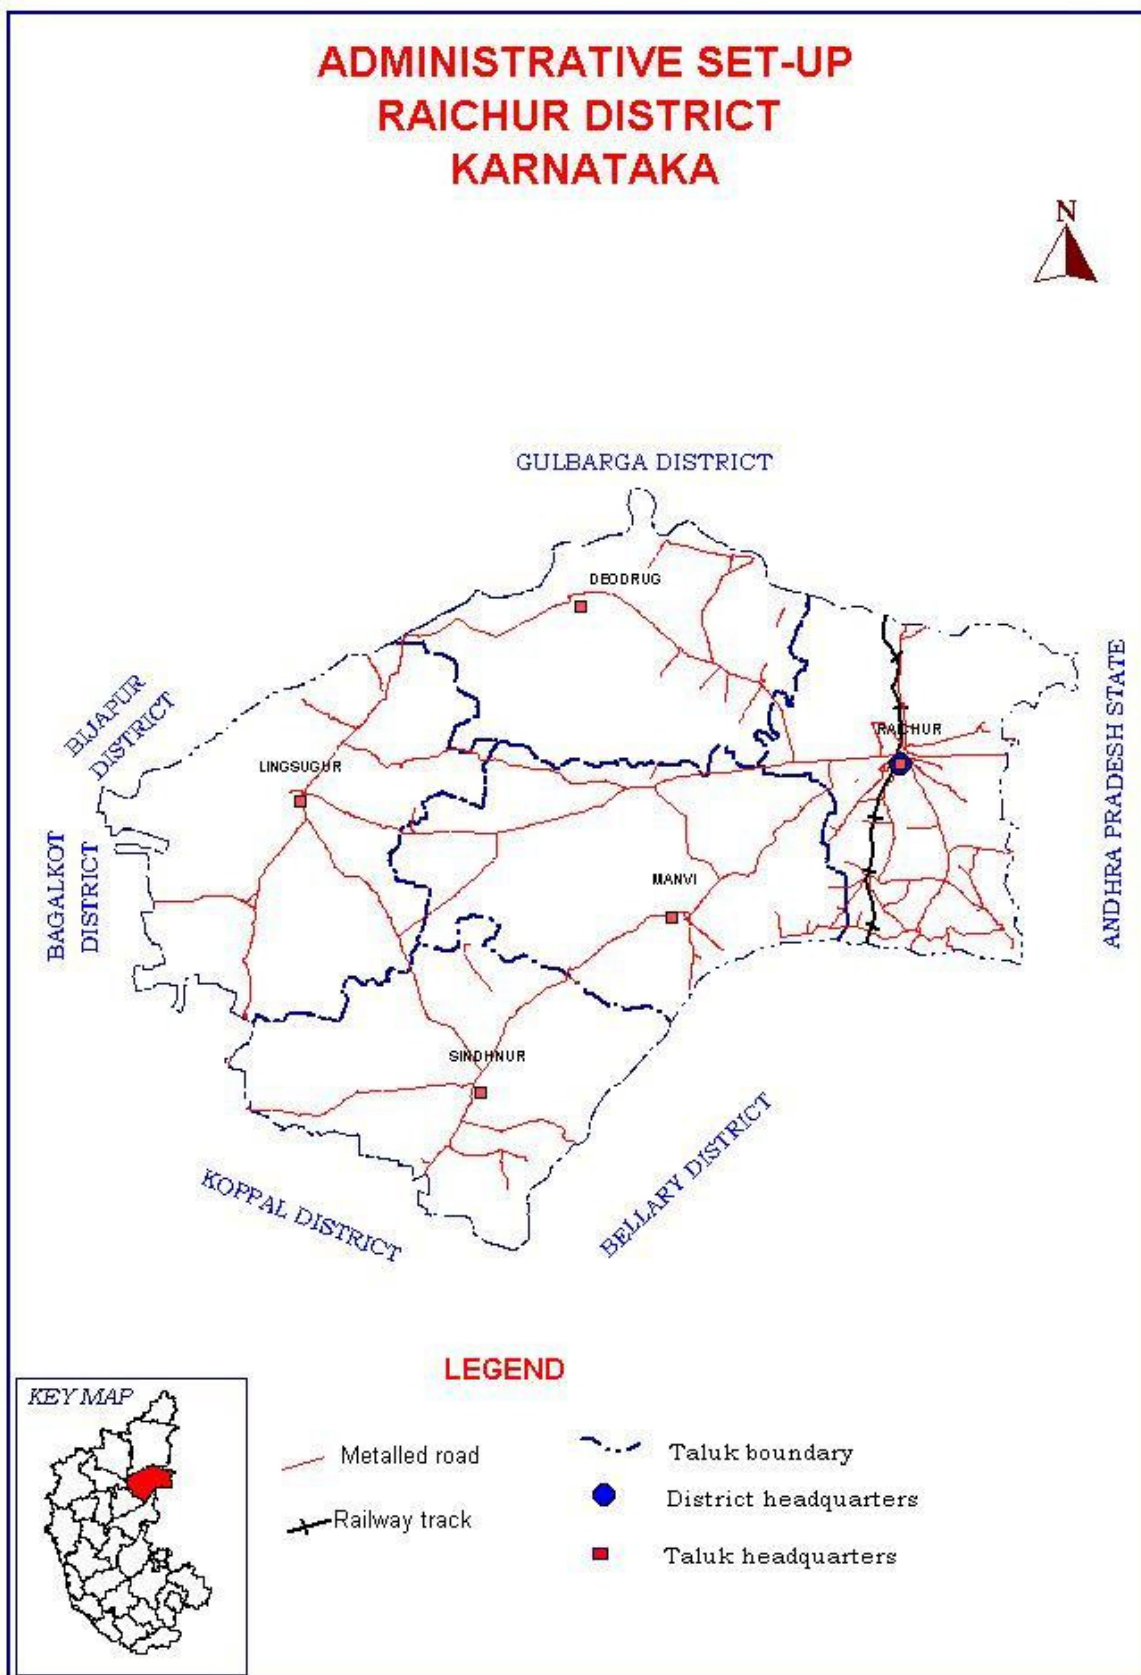 ADMINISTRATIVE SET-UP
RAICHUR DISTRICT
KARNATAKA
N
GULBARGA DISTRICT
DEODRUG
BIJAPUR
DISTRICT
RAICHUR
LINGSUGUR
ANDHRA PRADESH STATE
BAGALKOT
DISTRICT
MANVI
SINDHNUR
KOPPAL DISTRICT
BELLARY DISTRICT
LEGEND
KEY MAP
Metalled road
Railway track
Taluk boundary
District headquarters
Taluk headquarters